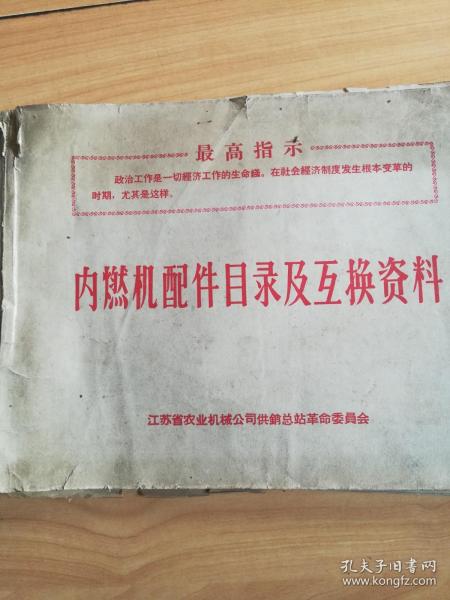 最高指示
政治工作是一切經济工作的生命綫。在社会經济制度发生根本变革的
时期，尤其是这样。
内燃机配件目录及互换资料
江苏省农业机械公司供銷总站革命委員会
孔夫子旧书网
www.kongfz.com